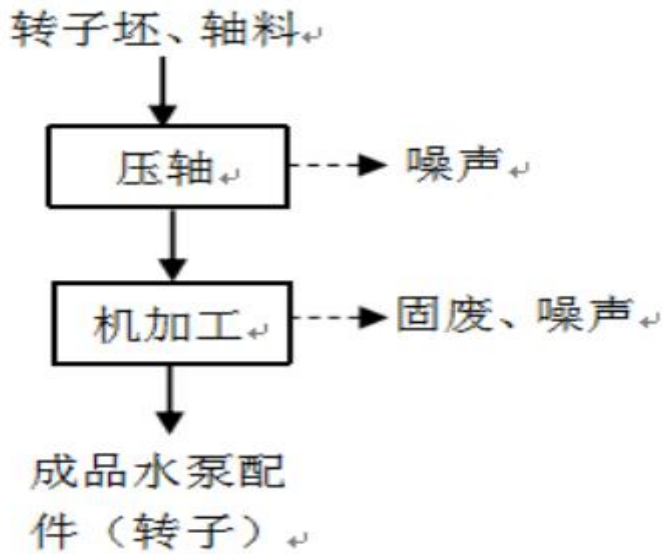 转子坯、轴料
压轴
噪声
机加工
固废、噪声
成品水泵配
件（转子）